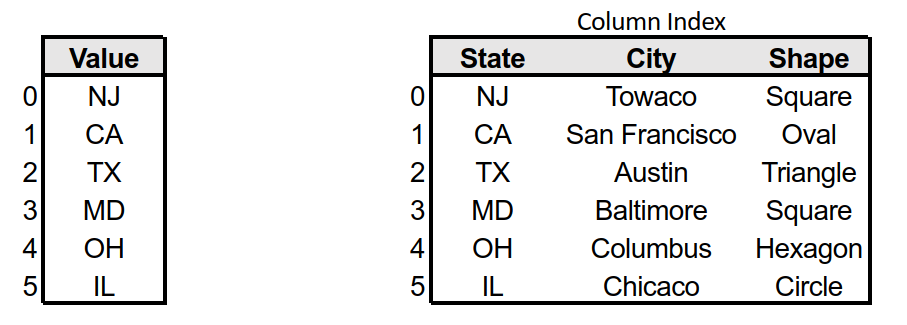 Column Index
Value State City Shape
0 NJ 0 NJ Towaco Square
1 CA 1 CA San Francisco Oval
2 TX 2 TX Austin Triangle
3 MD 3 MD Baltimore Square
4 OH 4 OH Columbus Hexagon
5 IL 5 IL Chicaco Circle